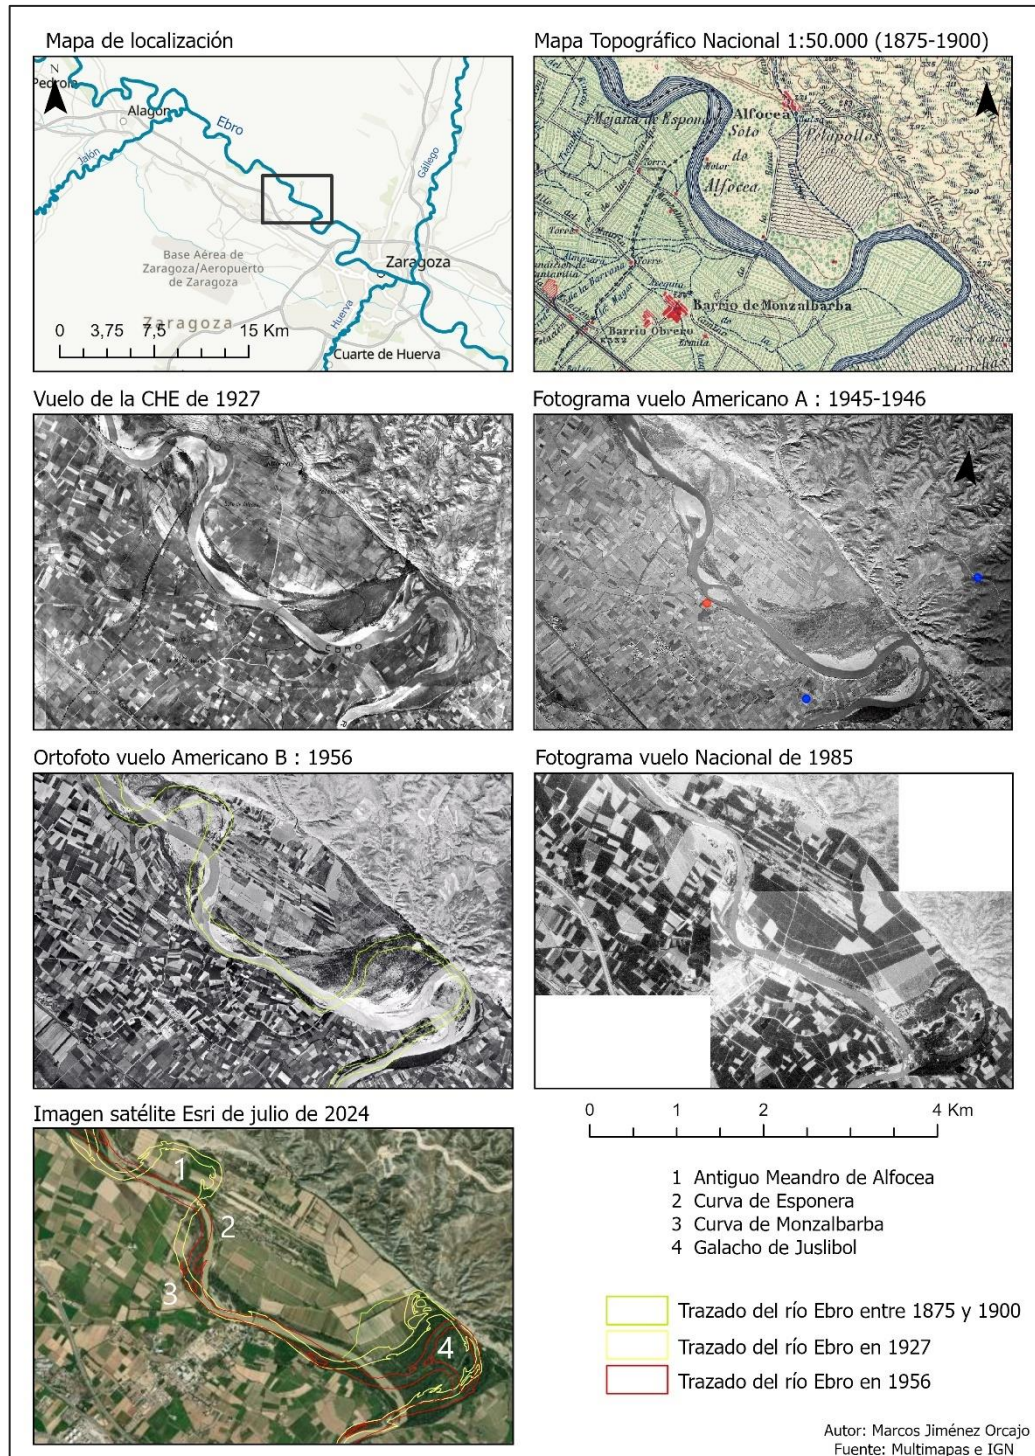 Mapa de localización
N
Pedrola
Alagón
Jalón
Ebro
Gállego
Base Aérea de
Zaragoza/Aeropuerto
de Zaragoza
Zaragoza
0 3,75 7,5 15 Km
Zaragoza
Huerva
Cuarte de Huerva
Mapa Topográfico Nacional 1:50.000 (1875-1900)
N
Mejana de Esponera
Alfocea
Soto
de
Alfocea
Torre
Torre
Barrio de Monzalbarba
Barrio Obrero
Ermita
Vuelo de la CHE de 1927
EBRO
R
Fotograma vuelo Americano A : 1945-1946
Ortofoto vuelo Americano B : 1956
Fotograma vuelo Nacional de 1985
Imagen satélite Esri de julio de 2024
1
2
3
4
0 1 2 4 Km
1 Antiguo Meandro de Alfocea
2 Curva de Esponera
3 Curva de Monzalbarba
4 Galacho de Juslibol
Trazado del río Ebro entre 1875 y 1900
Trazado del río Ebro en 1927
Trazado del río Ebro en 1956
Autor: Marcos Jiménez Orcajo
Fuente: Multimapas e IGN